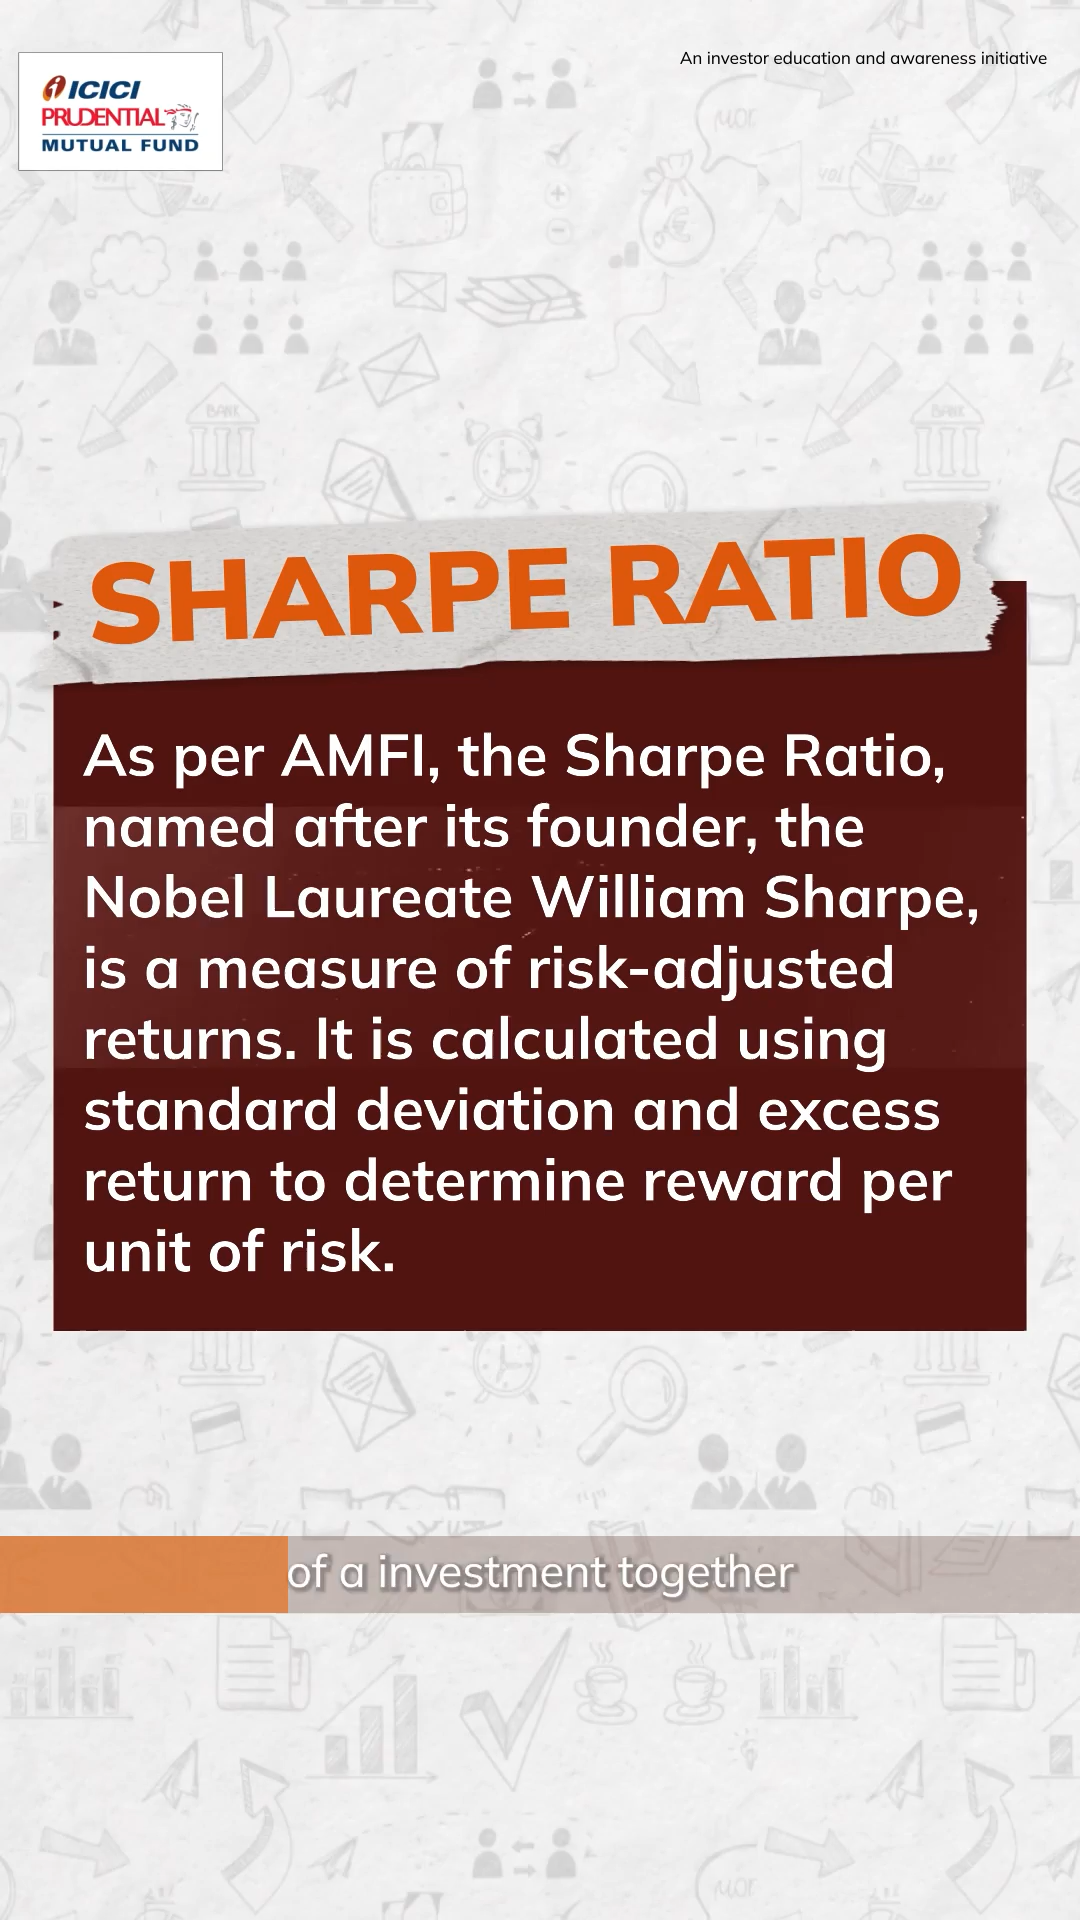 An investor education and awareness initiative
ICICI
PRUDENTIAL
MUTUAL FUND
BANK
BANK
SHARPE RATIO
As per AMFI, the Sharpe Ratio,
named after its founder, the
Nobel Laureate William Sharpe,
is a measure of risk-adjusted
returns. It is calculated using
standard deviation and excess
return to determine reward per
unit of risk.
of a investment together